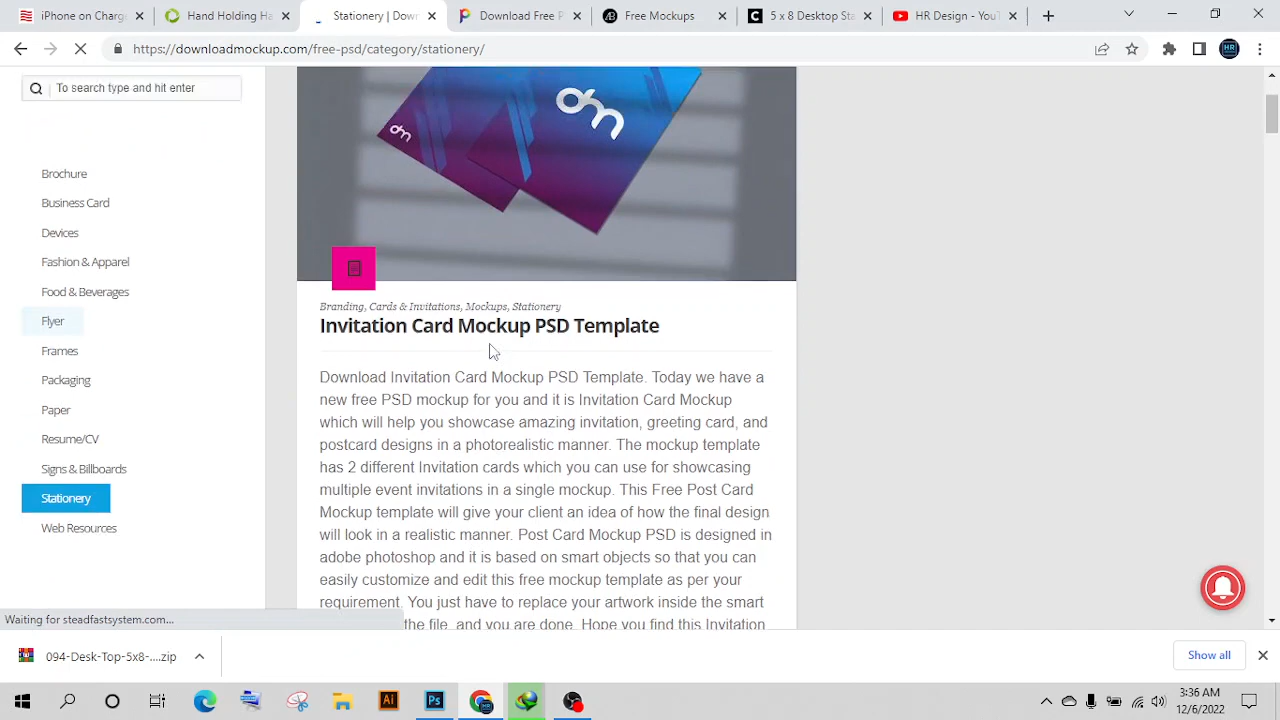 Hand Holding Ha
Stationery | Dow
Download Free P
Free Mockups
5 x 8 Desktop Sta
HR Design - YouT
https://downloadmockup.com/free-psd/category/stationery/
HR
To search type and hit enter
Brochure
Business Card
Devices
Fashion & Apparel
Food & Beverages
Flyer
Frames
Packaging
Paper
Resume/CV
Signs & Billboards
Stationery
Web Resources
dm
dm
Branding, Cards & Invitations, Mockups, Stationery
Invitation Card Mockup PSD Template
Download Invitation Card Mockup PSD Template. Today we have a
new free PSD mockup for you and it is Invitation Card Mockup
which will help you showcase amazing invitation, greeting card, and
postcard designs in a photorealistic manner. The mockup template
has 2 different Invitation cards which you can use for showcasing
multiple event invitations in a single mockup. This Free Post Card
Mockup template will give your client an idea of how the final design
will look in a realistic manner. Post Card Mockup PSD is designed in
adobe photoshop and it is based on smart objects so that you can
easily customize and edit this free mockup template as per your
requirement. You just have to replace your artwork inside the smart
the file, and you are done. Hope you find this Invitation
Waiting for steadfastsystem.com...
094-Desk-Top-5x8-....zip
Show all
Ai
Ps
HR
3:36 AM
12/6/2022